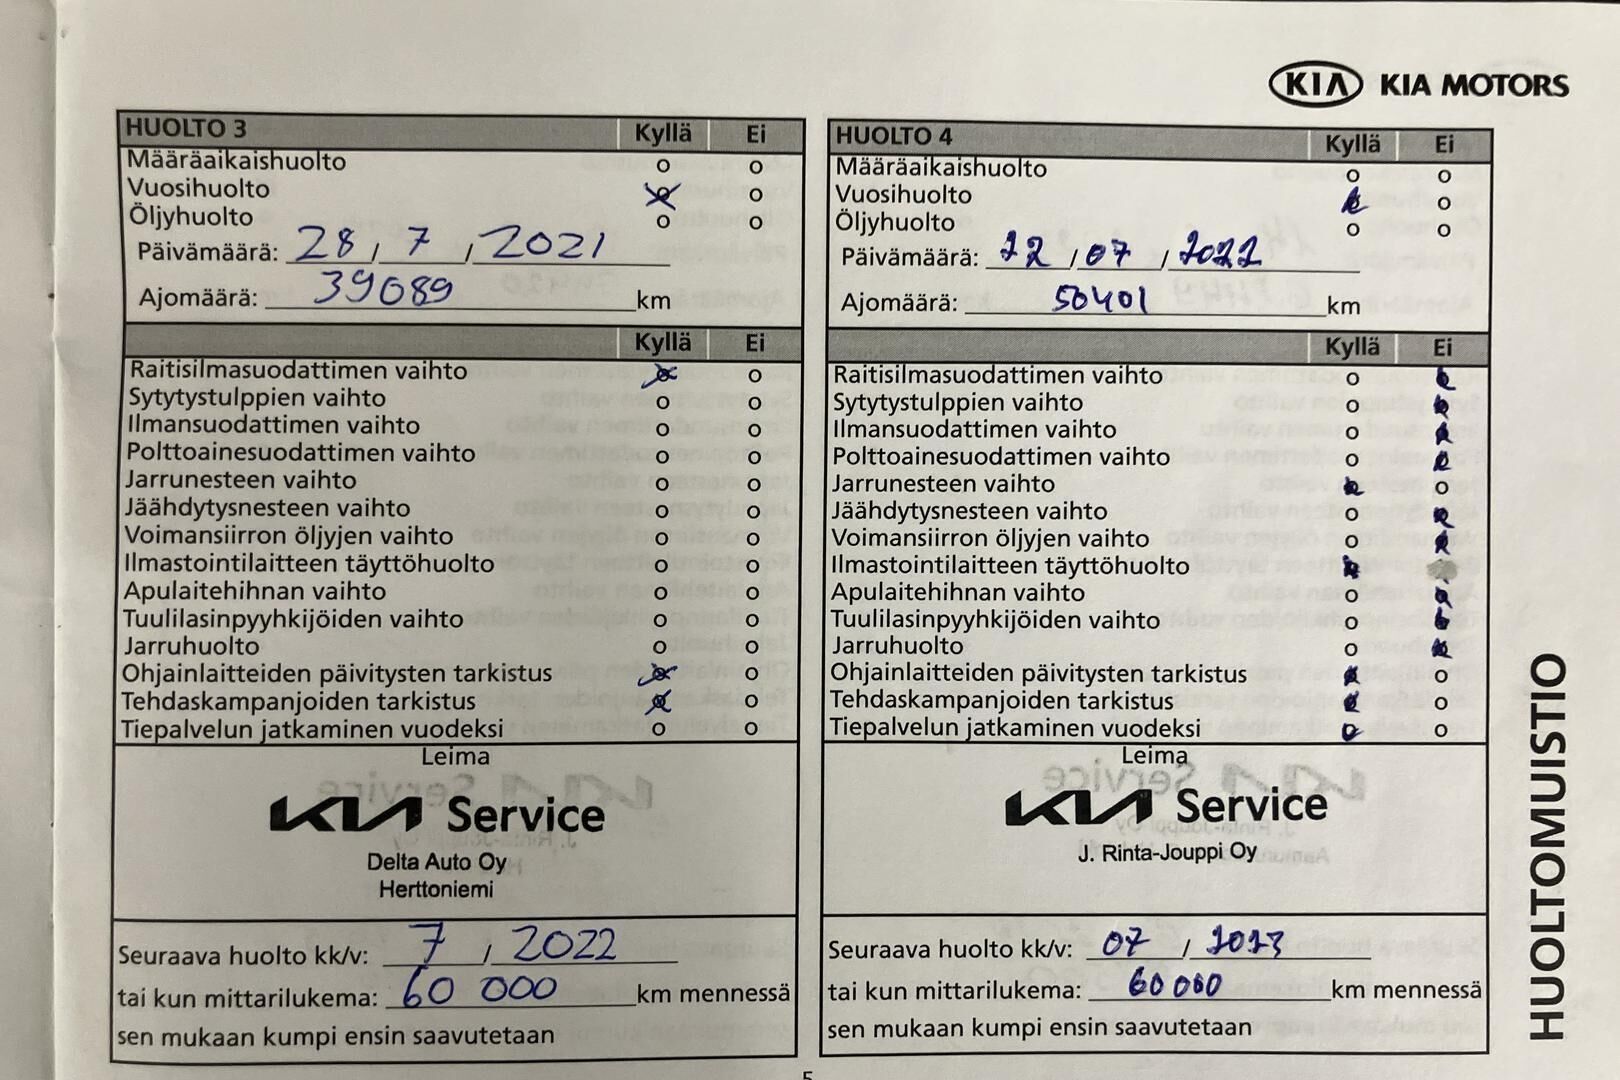 KIA KIA MOTORS
HUOLTO 3 Kyllä Ei
Määräaikaishuolto o o
Vuosihuolto o
Öljyhuolto o o
Päivämäärä: 28 / 7 / 2021
Ajomäärä: 39089 km
Kyllä Ei
Raitisilmasuodattimen vaihto o
Sytytystulppien vaihto o o
Ilmansuodattimen vaihto o o
Polttoainesuodattimen vaihto o o
Jarrunesteen vaihto o o
Jäähdytysnesteen vaihto o o
Voimansiirron öljyjen vaihto o o
Ilmastointilaitteen täyttöhuolto o o
Apulaitehihnan vaihto o o
Tuulilasinpyyhkijöiden vaihto o o
Jarruhuolto o o
Ohjainlaitteiden päivitysten tarkistus o
Tehdaskampanjoiden tarkistus o
Tiepalvelun jatkaminen vuodeksi o o
Leima
KIA Service
Delta Auto Oy
Herttoniemi
Seuraava huolto kk/v: 7 / 2022
tai kun mittarilukema: 60 000 km mennessä
sen mukaan kumpi ensin saavutetaan
HUOLTO 4 Kyllä Ei
Määräaikaishuolto o o
Vuosihuolto o
Öljyhuolto o o
Päivämäärä: 22 / 07 / 2022
Ajomäärä: 50401 km
Kyllä Ei
Raitisilmasuodattimen vaihto o
Sytytystulppien vaihto o
Ilmansuodattimen vaihto o
Polttoainesuodattimen vaihto o
Jarrunesteen vaihto o
Jäähdytysnesteen vaihto o
Voimansiirron öljyjen vaihto o
Ilmastointilaitteen täyttöhuolto
Apulaitehihnan vaihto o
Tuulilasinpyyhkijöiden vaihto o
Jarruhuolto o
Ohjainlaitteiden päivitysten tarkistus o
Tehdaskampanjoiden tarkistus o
Tiepalvelun jatkaminen vuodeksi o
Leima
KIA Service
J. Rinta-Jouppi Oy
Seuraava huolto kk/v: 07 / 2023
tai kun mittarilukema: 60 000 km mennessä
sen mukaan kumpi ensin saavutetaan
HUOLTOMUISTIO